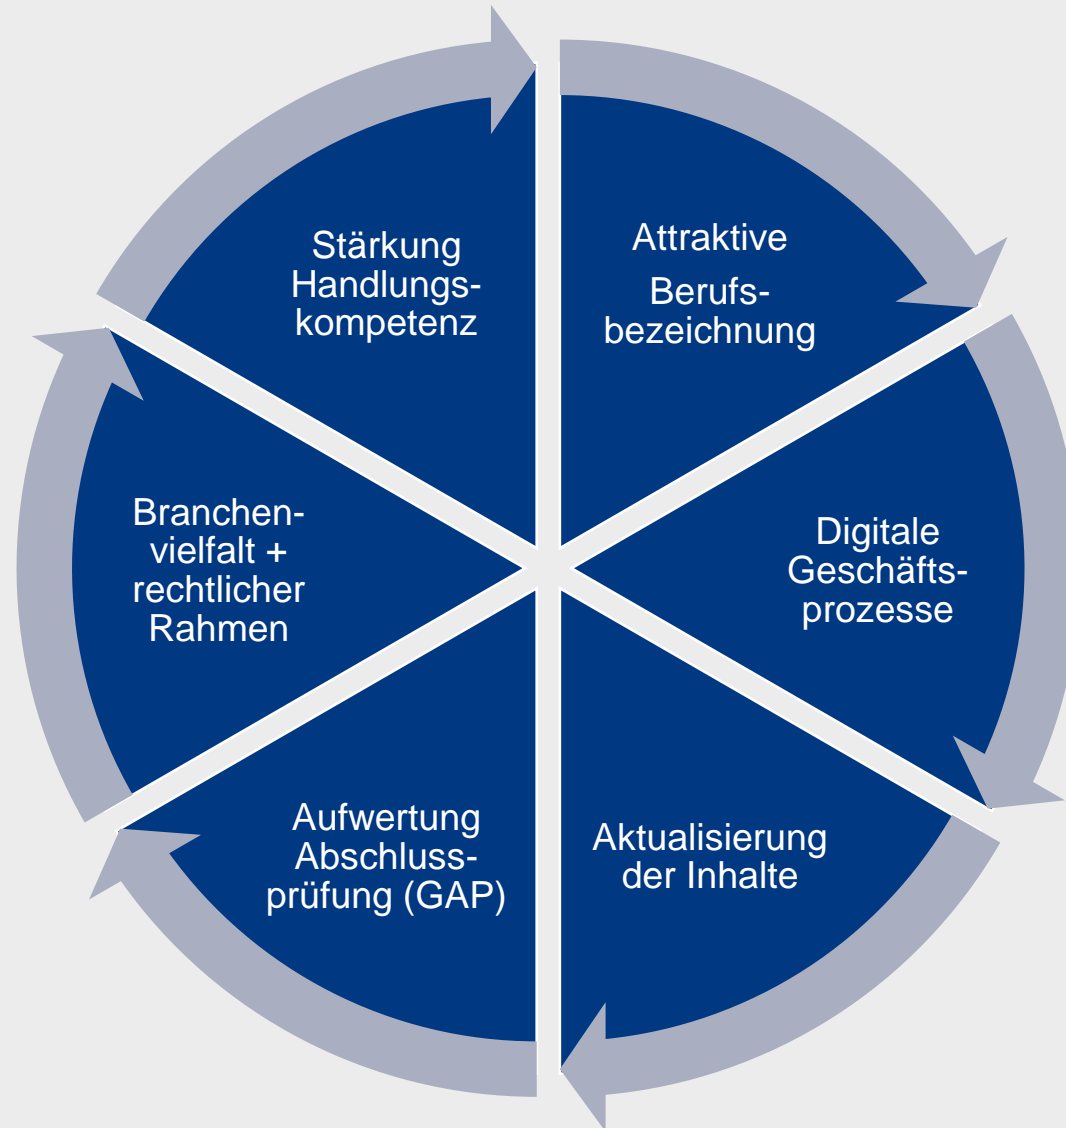 Attraktive
Berufs-
bezeichnung
Digitale
Geschäfts-
prozesse
Aktualisierung
der Inhalte
Aufwertung
Abschluss-
prüfung (GAP)
Branchen-
vielfalt +
rechtlicher
Rahmen
Stärkung
Handlungs-
kompetenz